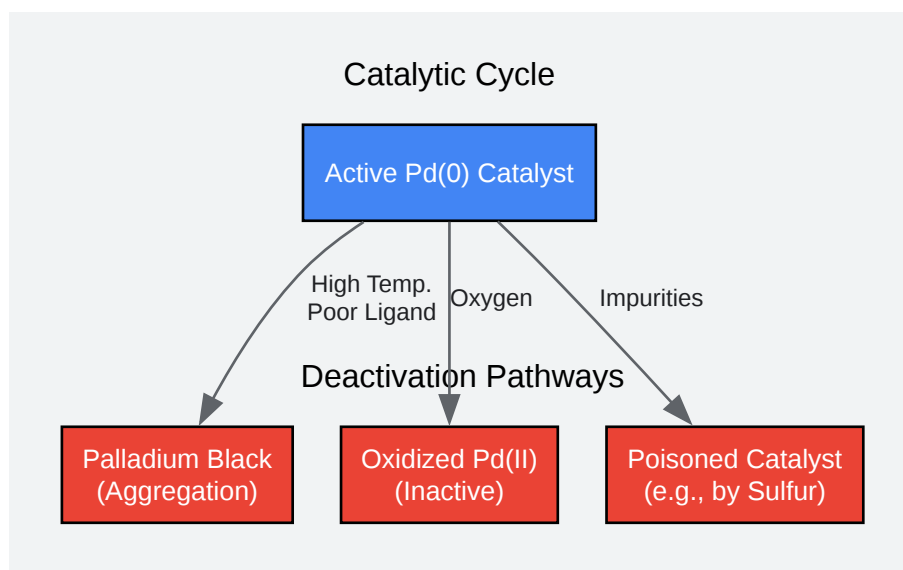 Catalytic Cycle
Active Pd(0) Catalyst
High Temp.
Poor Ligand
Oxygen
Impurities
Deactivation Pathways
Palladium Black
(Aggregation)
Oxidized Pd(II)
(Inactive)
Poisoned Catalyst
(e.g., by Sulfur)